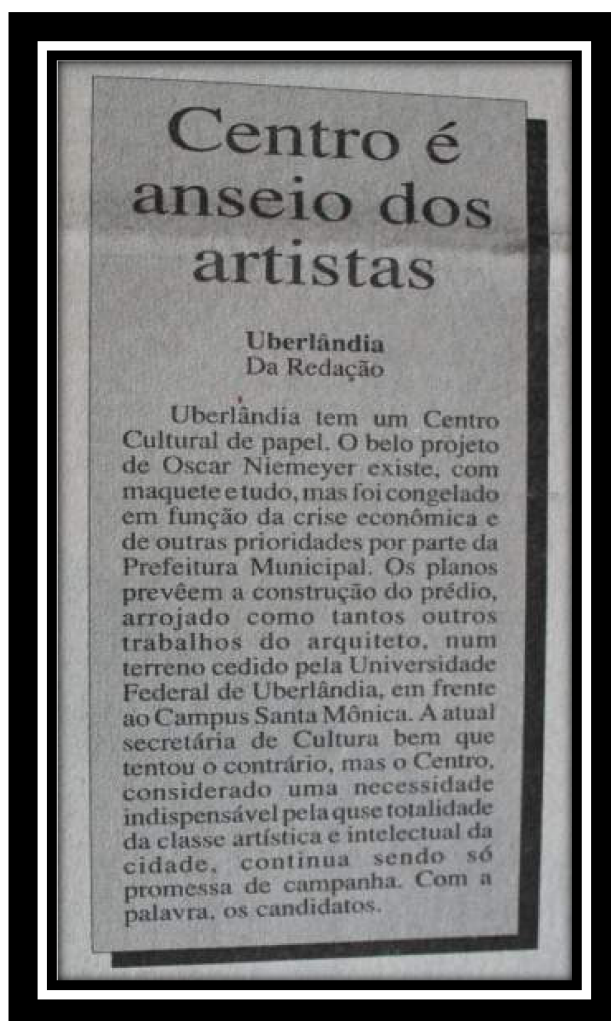 Centro é
anseio dos
artistas
Uberlândia
Da Redação
Uberlândia tem um Centro
Cultural de papel. O belo projeto
de Oscar Niemeyer existe, com
maquete e tudo, mas foi congelado
em função da crise econômica e
de outras prioridades por parte da
Prefeitura Municipal. Os planos
prevêem a construção do prédio,
arrojado como tantos outros
trabalhos do arquiteto, num
terreno cedido pela Universidade
Federal de Uberlândia, em frente
ao Campus Santa Mônica. A atual
secretária de Cultura bem que
tentou o contrário, mas o Centro,
considerado uma necessidade
indispensável pela quse totalidade
da classe artística e intelectual da
cidade, continua sendo só
promessa de campanha. Com a
palavra, os candidatos.